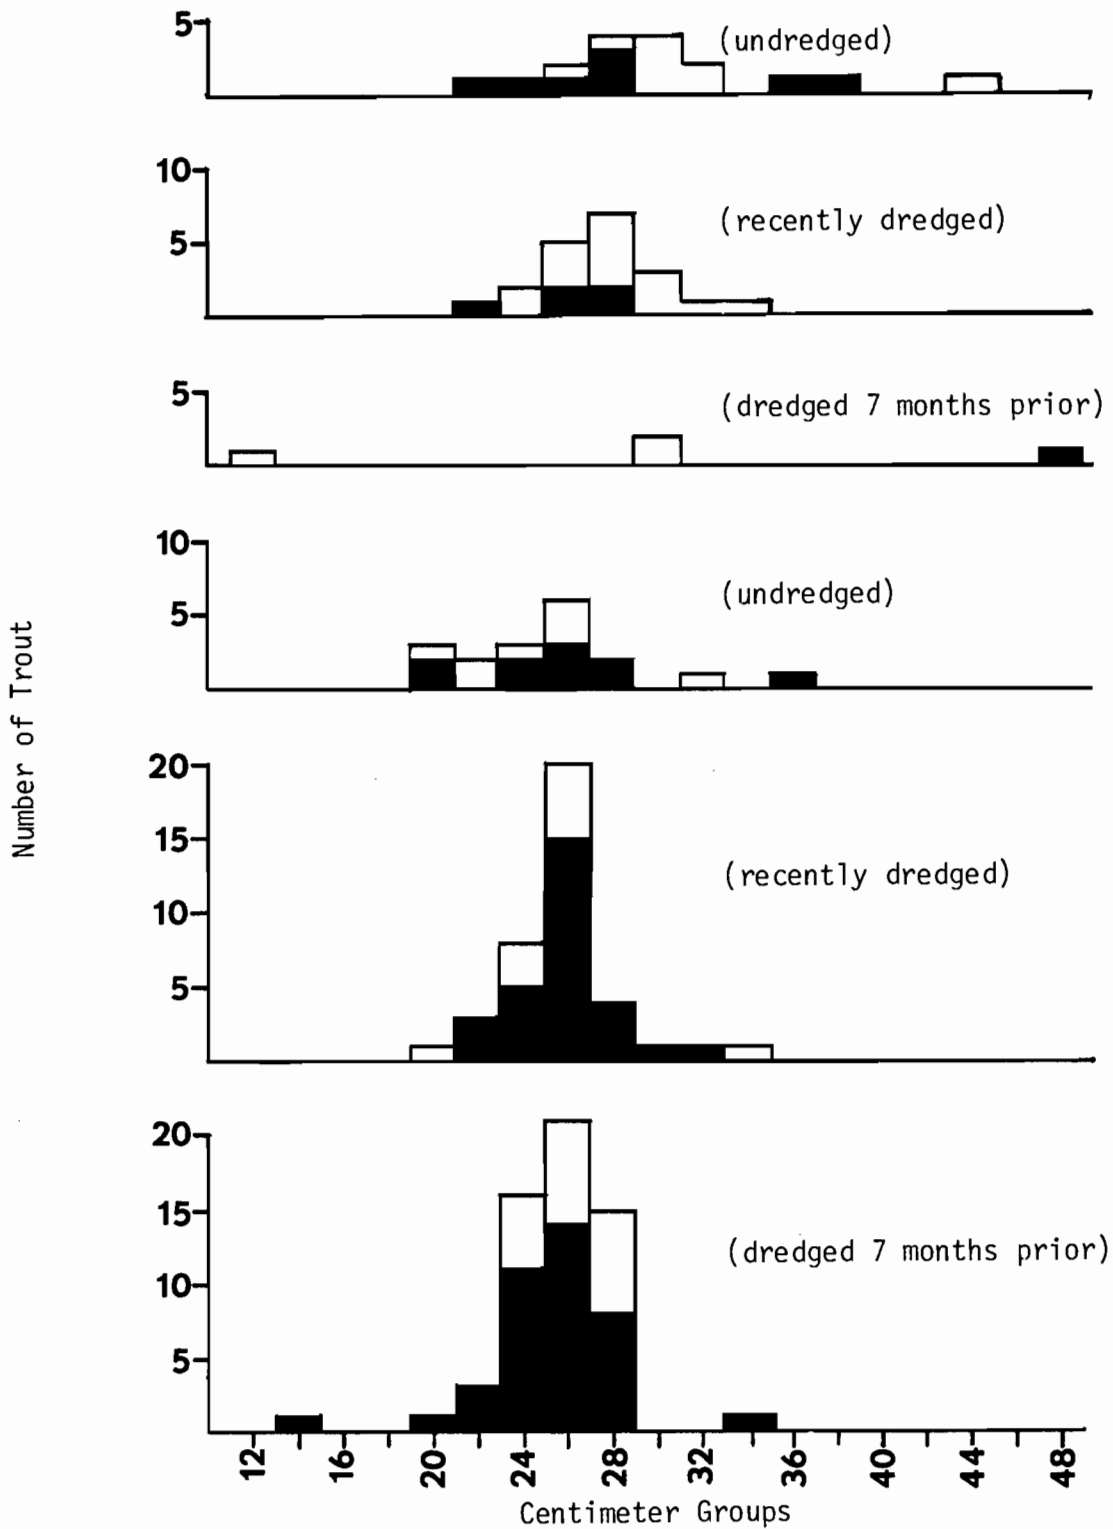 5
(undredged)
10
5
(recently dredged)
5
(dredged 7 months prior)
10
5
(undredged)
20
15
10
5
(recently dredged)
20
15
10
5
(dredged 7 months prior)
Number of Trout
12 16 20 24 28 32 36 40 44 48
Centimeter Groups